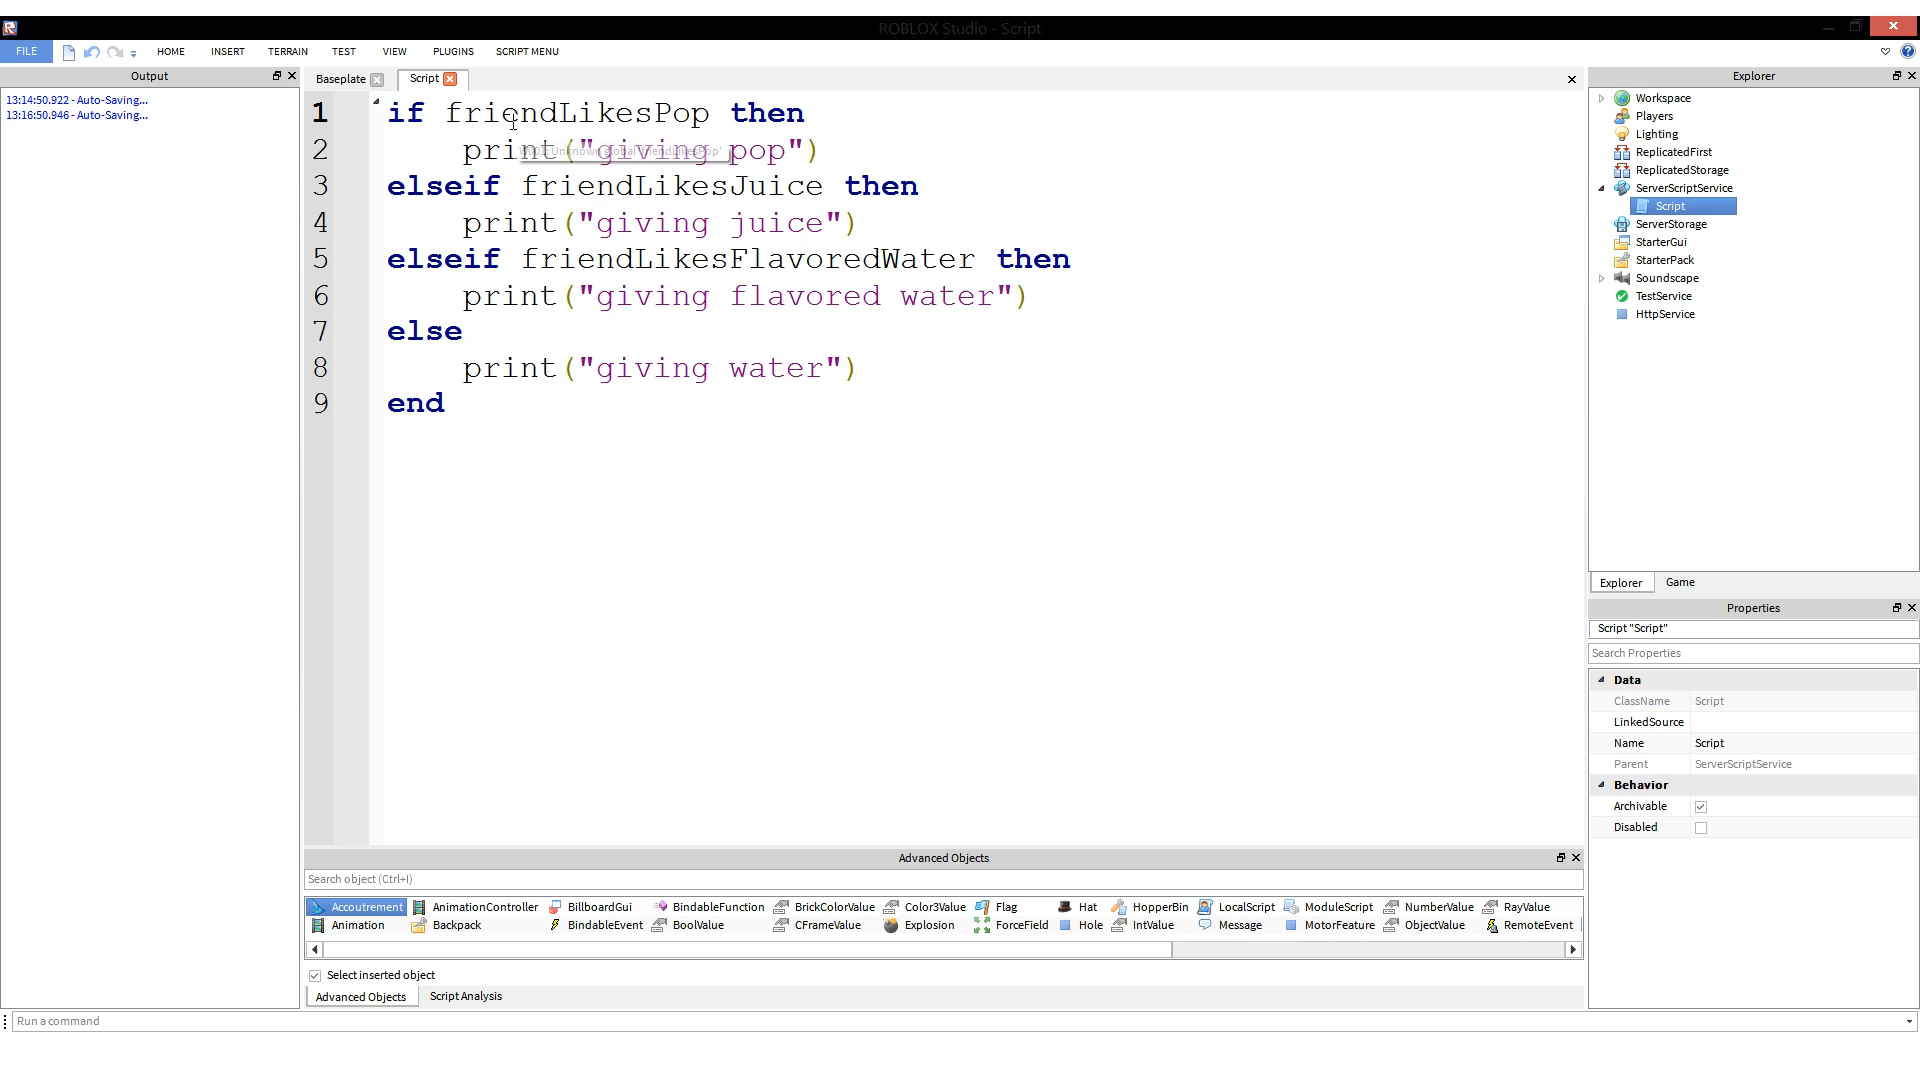 ROBLOX Studio - Script
FILE HOME INSERT TERRAIN TEST VIEW PLUGINS SCRIPT MENU
Output
13:14:50.922 - Auto-Saving...
13:16:50.946 - Auto-Saving...
Baseplate Script
1 if friendLikesPop then
2 print("giving pop")
W001: Unknown global 'friendLikesPop'
3 elseif friendLikesJuice then
4 print("giving juice")
5 elseif friendLikesFlavoredWater then
6 print("giving flavored water")
7 else
8 print("giving water")
9 end
Advanced Objects
Search object (Ctrl+I)
Accoutrement AnimationController BillboardGui BindableFunction BrickColorValue Color3Value Flag Hat HopperBin LocalScript ModuleScript NumberValue RayValue
Animation Backpack BindableEvent BoolValue CFrameValue Explosion ForceField Hole IntValue Message MotorFeature ObjectValue RemoteEvent
Select inserted object
Advanced Objects Script Analysis
Run a command
Explorer
Workspace
Players
Lighting
ReplicatedFirst
ReplicatedStorage
ServerScriptService
Script
ServerStorage
StarterGui
StarterPack
Soundscape
TestService
HttpService
Explorer Game
Properties
Script "Script"
Search Properties
Data
ClassName Script
LinkedSource
Name Script
Parent ServerScriptService
Behavior
Archivable
Disabled